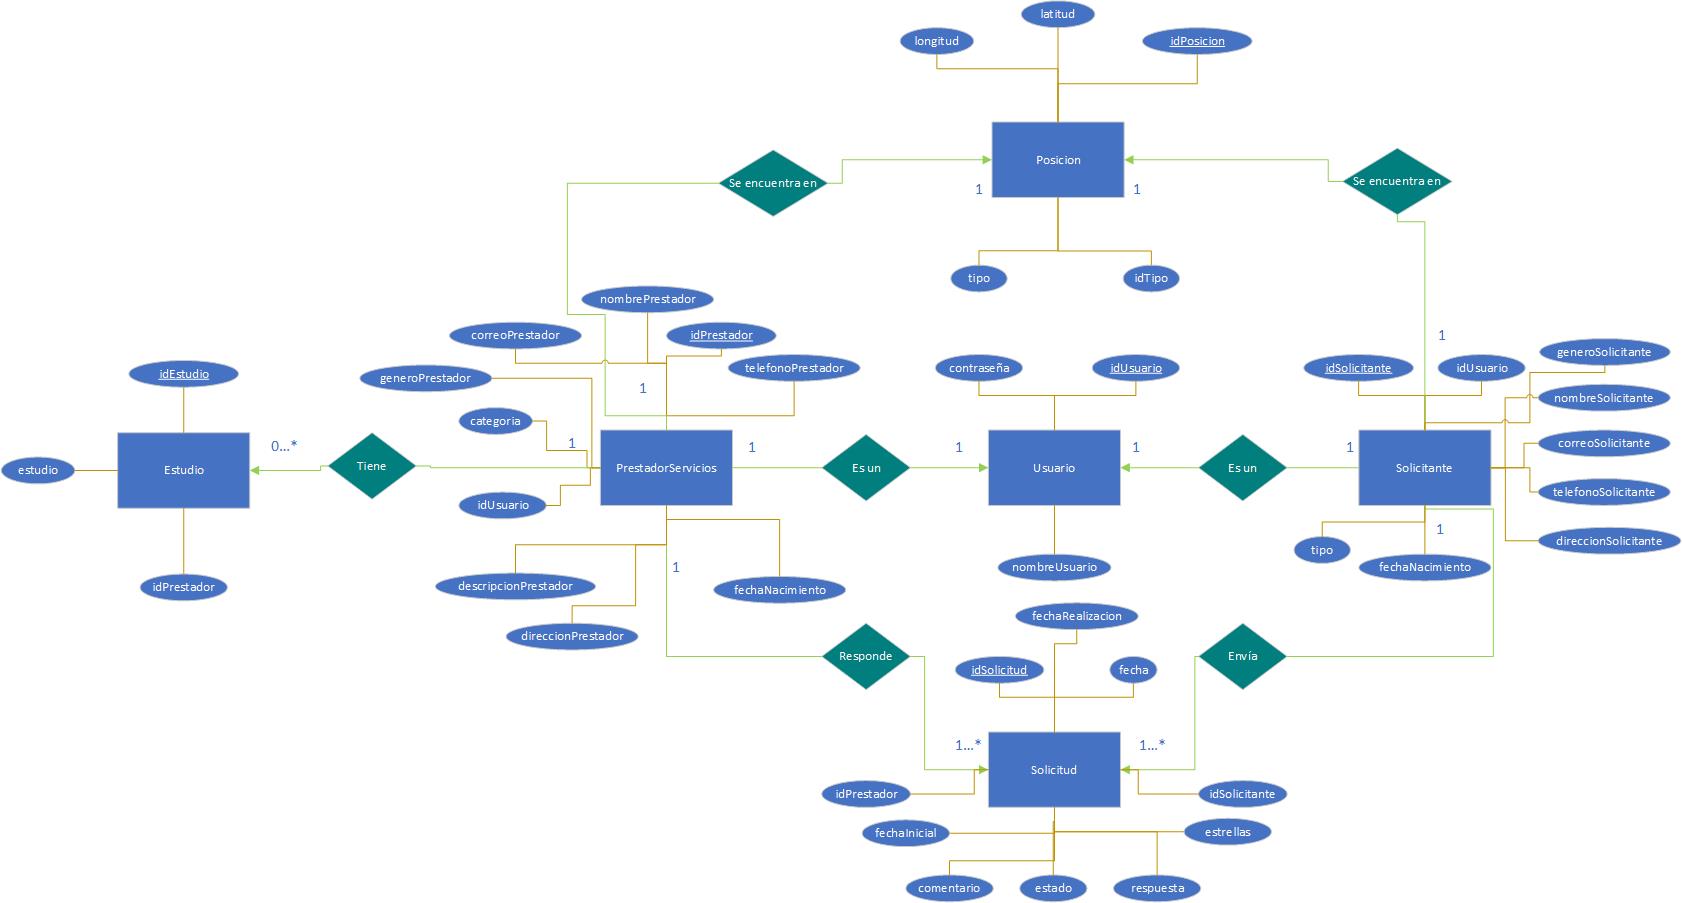 latitud
longitud
idPosicion
Posicion
Se encuentra en
Se encuentra en
1
1
tipo
idTipo
nombrePrestador
correoPrestador
idPrestador
1
generoSolicitante
idEstudio
generoPrestador
telefonoPrestador
contraseña
idUsuario
idSolicitante
idUsuario
1
nombreSolicitante
categoria
0...*
1
1
1
1
1
correoSolicitante
estudio
Estudio
Tiene
PrestadorServicios
Es un
Usuario
Es un
Solicitante
idUsuario
telefonoSolicitante
1
direccionSolicitante
tipo
1
nombreUsuario
fechaNacimiento
idPrestador
descripcionPrestador
fechaNacimiento
direccionPrestador
fechaRealizacion
Responde
Envía
idSolicitud
fecha
1...*
1...*
Solicitud
idPrestador
idSolicitante
fechaInicial
estrellas
comentario
estado
respuesta